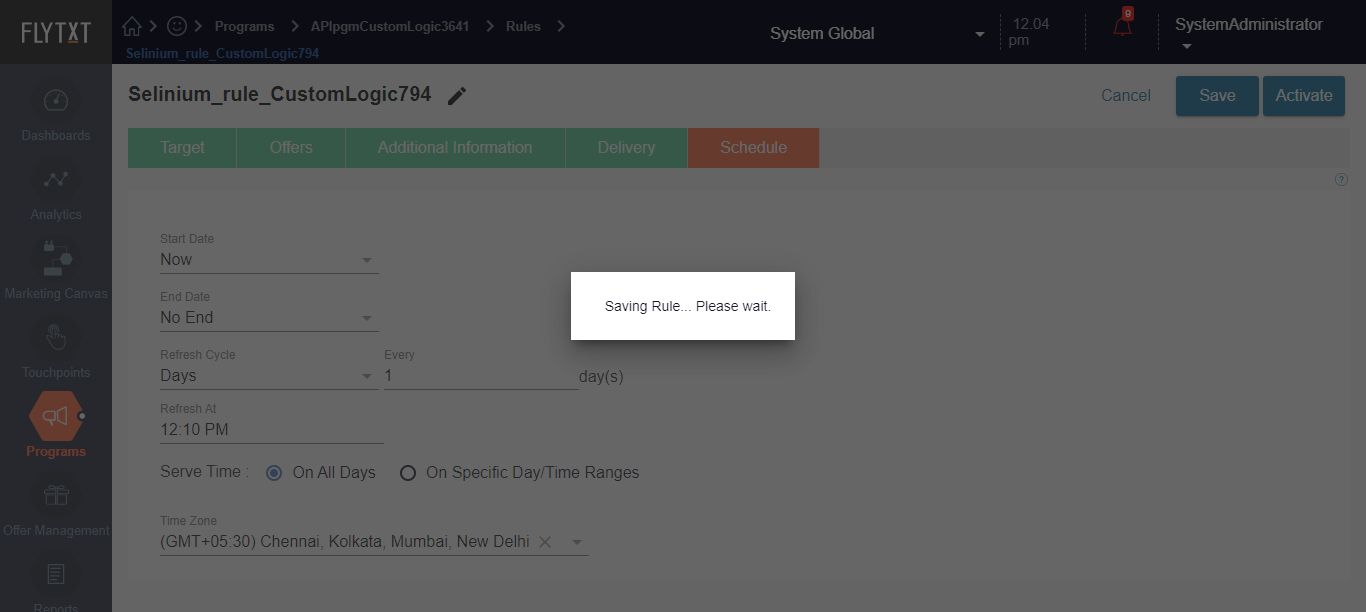 FLYTXT
Programs
APIpgmCustomLogic3641
Rules
Selinium_rule_CustomLogic794
System Global
12.04
pm
9
SystemAdministrator
Selinium_rule_CustomLogic794
Cancel
Save
Activate
Dashboards
Analytics
Marketing Canvas
Touchpoints
Programs
Offer Management
Reports
Target
Offers
Additional Information
Delivery
Schedule
?
Start Date
Now
End Date
No End
Refresh Cycle
Every
Days
1
day(s)
Refresh At
12:10 PM
Serve Time :
On All Days
On Specific Day/Time Ranges
Time Zone
(GMT+05:30) Chennai, Kolkata, Mumbai, New Delhi
Saving Rule... Please wait.